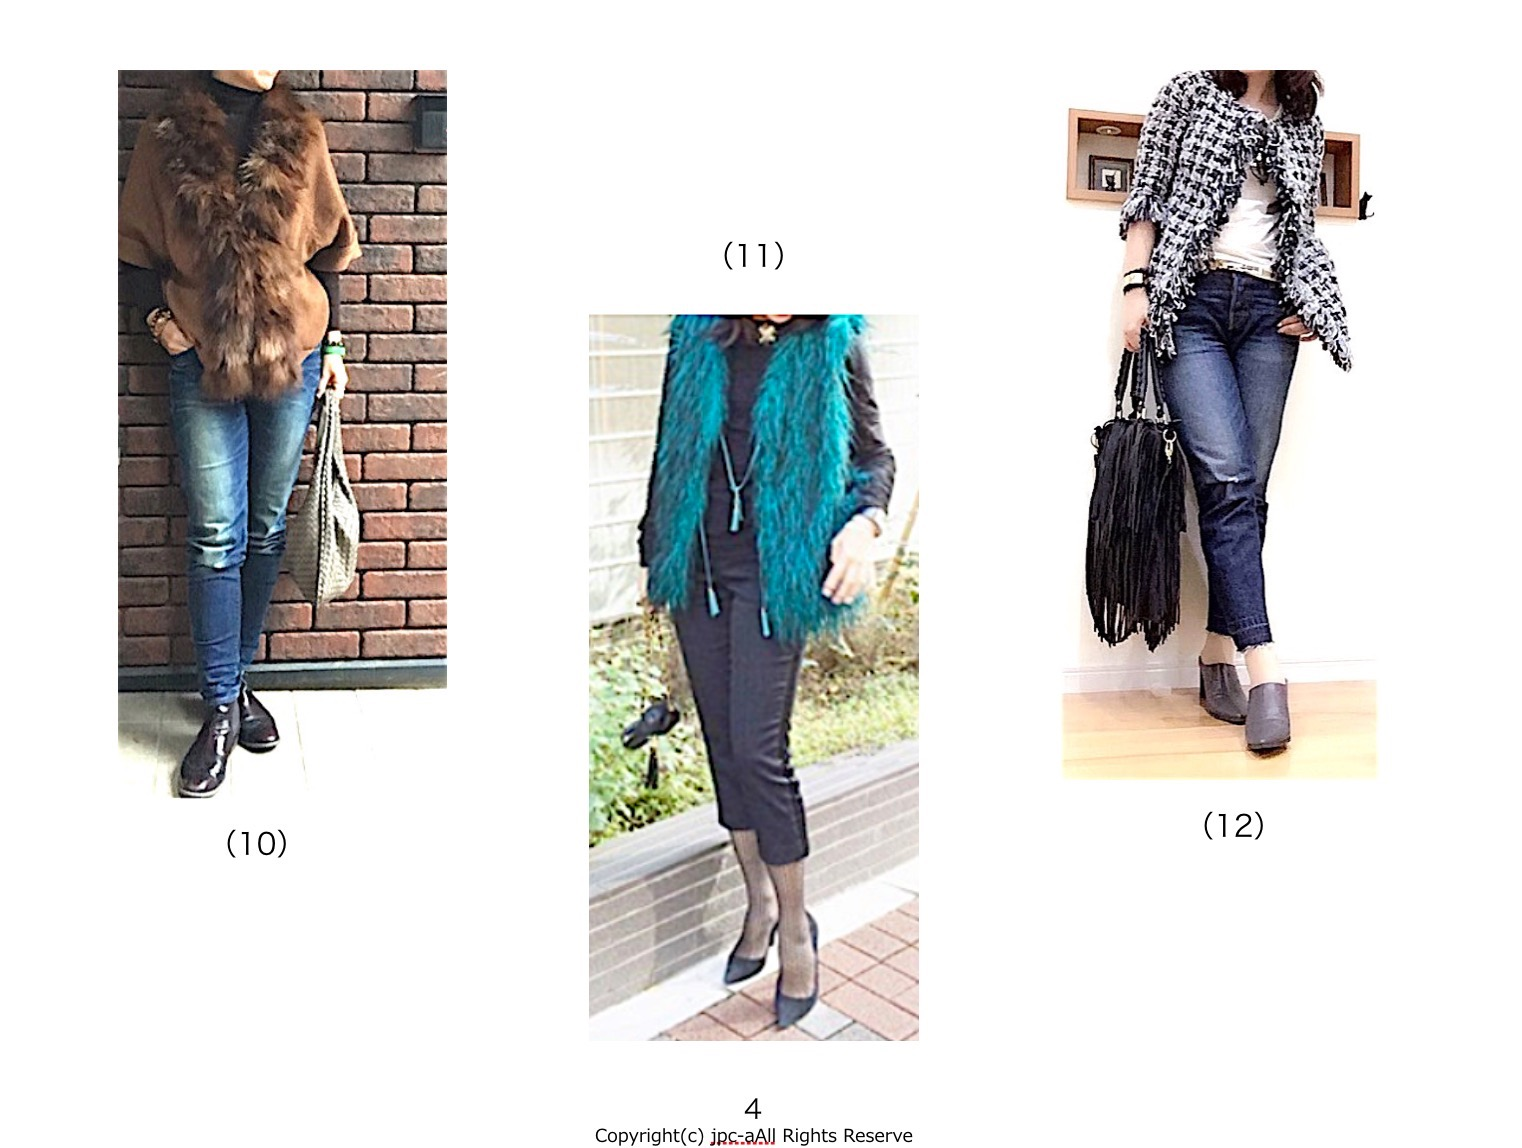 （11）
（10）
（12）
4
Copyright(c) jpc-aAll Rights Reserve